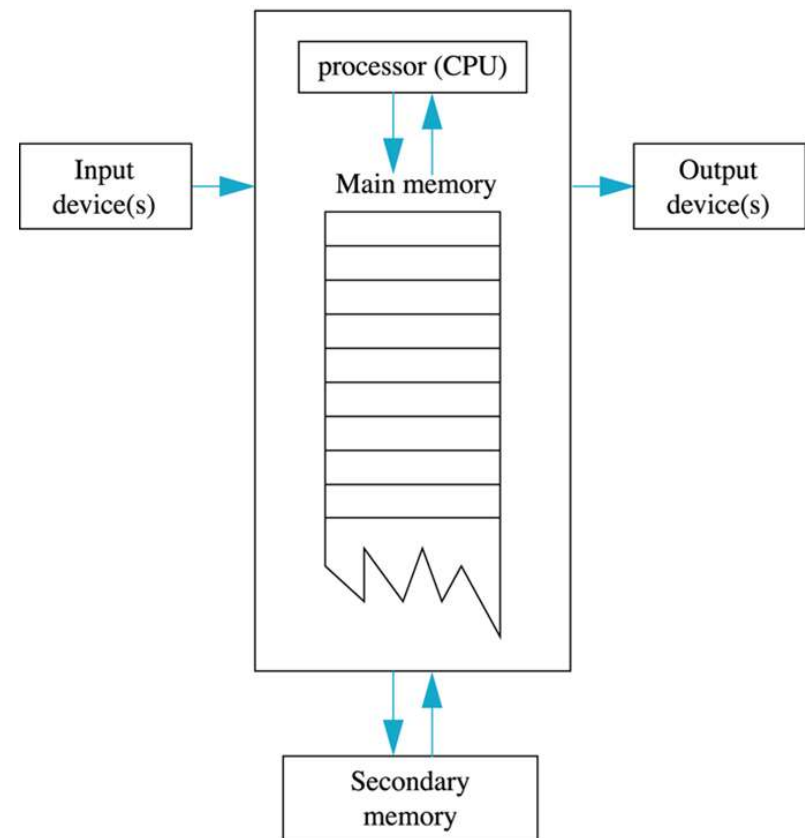 processor (CPU)
Input
device(s)
Main memory
Output
device(s)
Secondary
memory